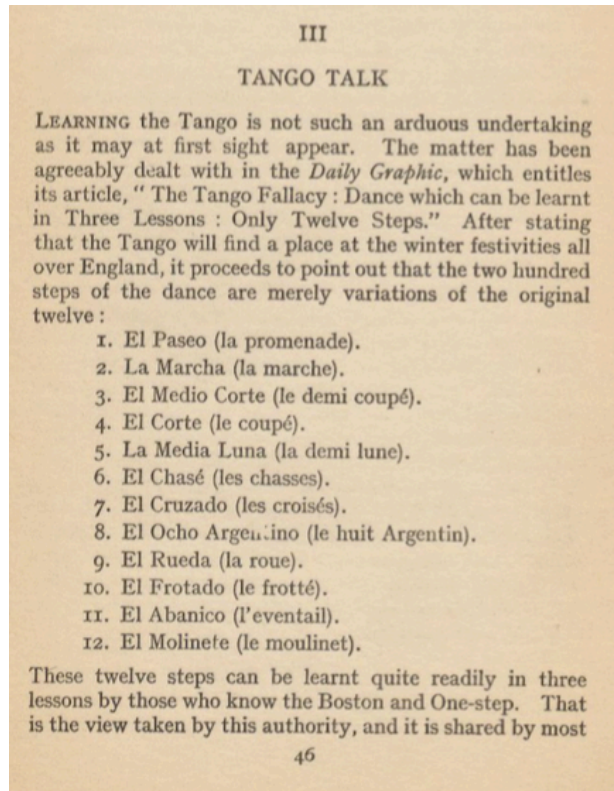 III
TANGO TALK
LEARNING the Tango is not such an arduous undertaking
as it may at first sight appear. The matter has been
agreeably dealt with in the Daily Graphic, which entitles
its article, “ The Tango Fallacy : Dance which can be learnt
in Three Lessons : Only Twelve Steps.” After stating
that the Tango will find a place at the winter festivities all
over England, it proceeds to point out that the two hundred
steps of the dance are merely variations of the original
twelve :
1. El Paseo (la promenade).
2. La Marcha (la marche).
3. El Medio Corte (le demi coupé).
4. El Corte (le coupé).
5. La Media Luna (la demi lune).
6. El Chasé (les chasses).
7. El Cruzado (les croisés).
8. El Ocho Argentino (le huit Argentin).
9. El Rueda (la roue).
10. El Frotado (le frotté).
11. El Abanico (l’eventail).
12. El Molinete (le moulinet).
These twelve steps can be learnt quite readily in three
lessons by those who know the Boston and One-step. That
is the view taken by this authority, and it is shared by most
46